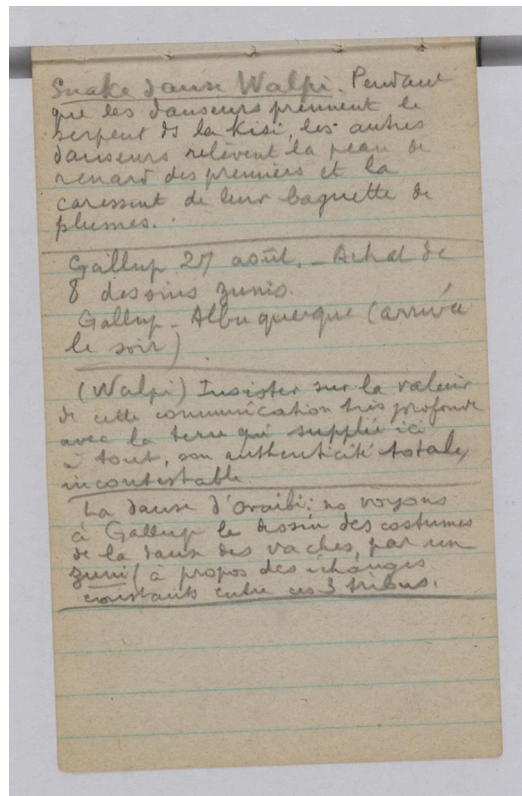 Snake danse Walpi. Pendant
que les danseurs prennent le
serpent ds la Kisi, les autres
danseurs relèvent la peau de
renard des premiers et la
caressent de leur baguette de
plumes.
Gallup 27 août. - Achat de
8 dessins zunis.
Gallup - Albuquerque (arrivée
le soir)
(Walpi) Insister sur la valeur
de cette communication très profonde
avec la terre qui supplée ici
à tout, son authenticité totale,
incontestable
La danse d'Oraibi: ns voyons
à Gallup le dessin des costumes
de la danse des vaches, par un
zuni (à propos des échanges
constants entre ces 3 tribus.